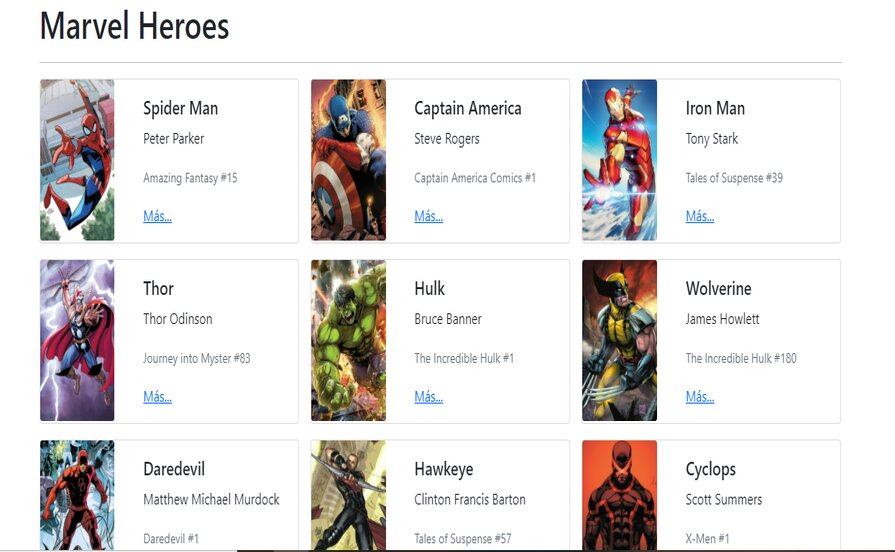 Marvel Heroes
Spider Man
Peter Parker
Amazing Fantasy #15
Más...
Captain America
Steve Rogers
Captain America Comics #1
Más...
Iron Man
Tony Stark
Tales of Suspense #39
Más...
Thor
Thor Odinson
Journey into Myster #83
Más...
Hulk
Bruce Banner
The Incredible Hulk #1
Más...
Wolverine
James Howlett
The Incredible Hulk #180
Más...
Daredevil
Matthew Michael Murdock
Daredevil #1
Hawkeye
Clinton Francis Barton
Tales of Suspense #57
Cyclops
Scott Summers
X-Men #1